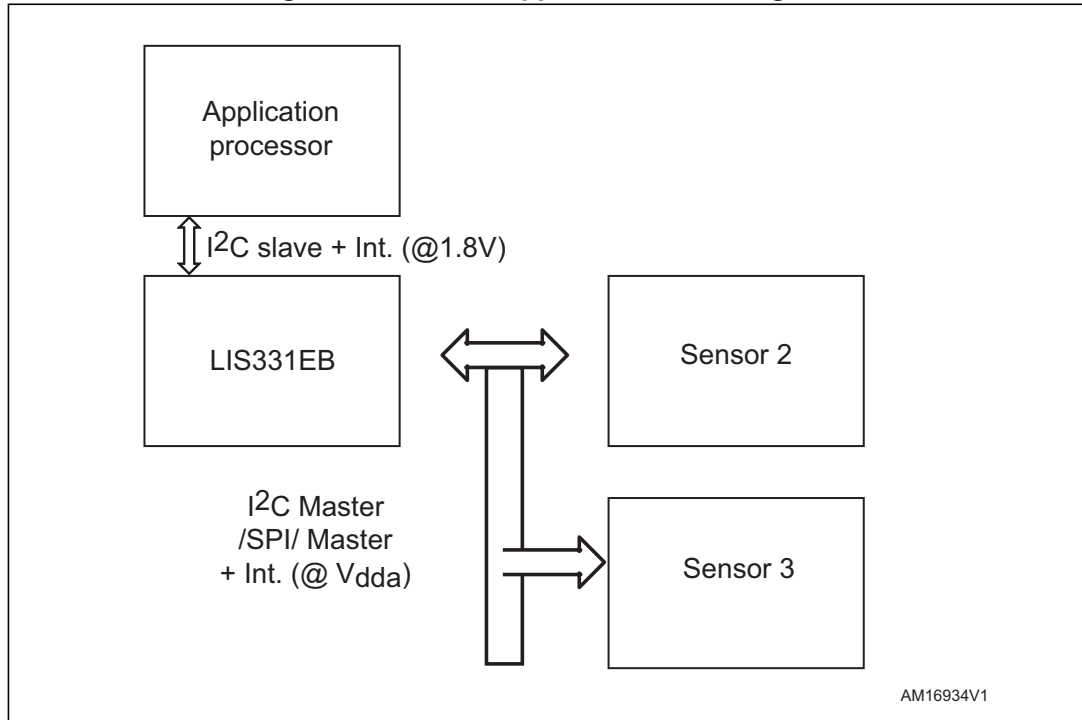 Application
processor
I2C slave + Int. (@1.8V)
LIS331EB
Sensor 2
I2C Master
/SPI/ Master
+ Int. (@ Vdda)
Sensor 3
AM16934V1